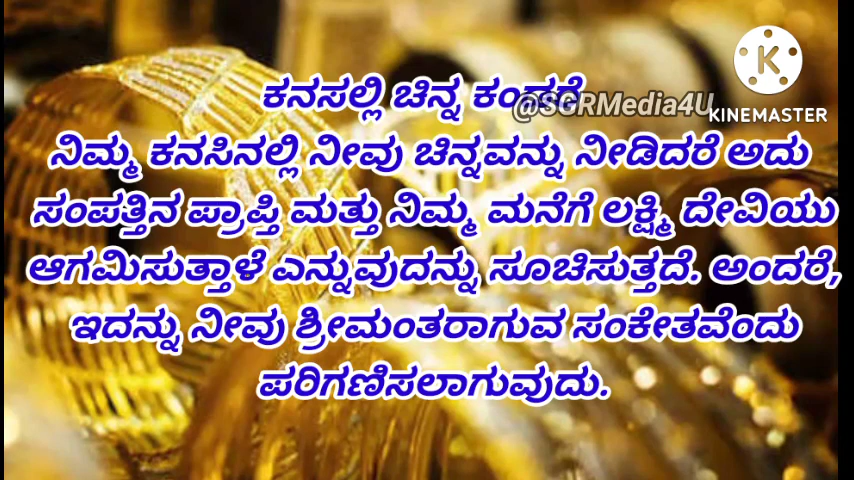 ಕನಸಲ್ಲಿ ಚಿನ್ನ ಕಂಡರೆ
@SGRMedia4U
KINEMASTER
ನಿಮ್ಮ ಕನಸಿನಲ್ಲಿ ನೀವು ಚಿನ್ನವನ್ನು ನೀಡಿದರೆ ಅದು
ಸಂಪತ್ತಿನ ಪ್ರಾಪ್ತಿ ಮತ್ತು ನಿಮ್ಮ ಮನೆಗೆ ಲಕ್ಷ್ಮಿ ದೇವಿಯು
ಆಗಮಿಸುತ್ತಾಳೆ ಎನ್ನುವುದನ್ನು ಸೂಚಿಸುತ್ತದೆ. ಅಂದರೆ,
ಇದನ್ನು ನೀವು ಶ್ರೀಮಂತರಾಗುವ ಸಂಕೇತವೆಂದು
ಪರಿಗಣಿಸಲಾಗುವುದು.